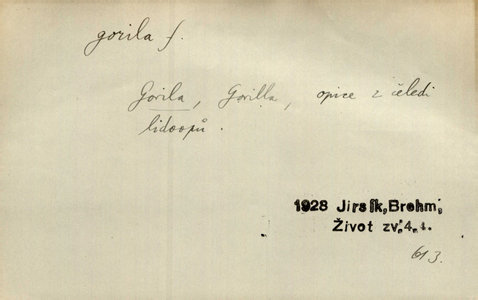 gorila f.
Gorila, Gorilla, opice z čeledi
lidoopů.
1928 Jirsík, Brehm,
Život zv. 4. 1.
613.